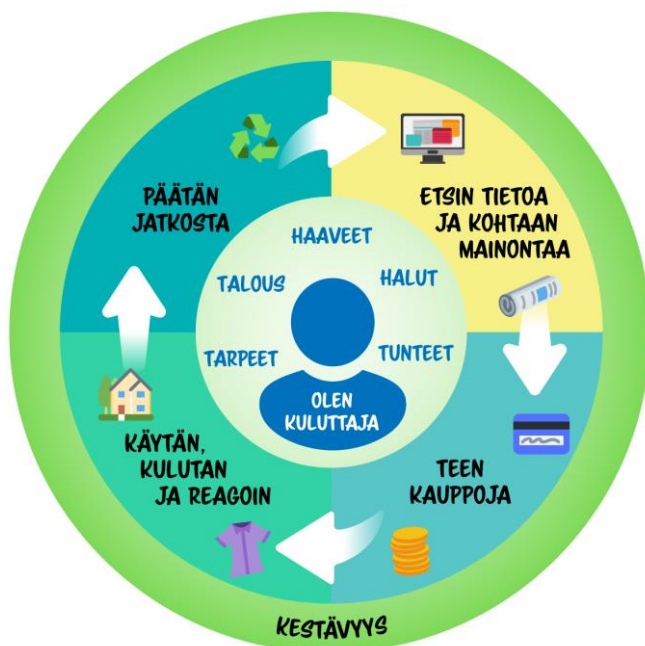 PÄÄTÄN
JATKOSTA
ETSIN TIETOA
JA KOHTAAN
MAINONTAA
HAAVEET
TALOUS
HALUT
TARPEET
TUNTEET
OLEN
KULUTTAJA
KÄYTÄN,
KULUTAN
JA REAGOIN
TEEN
KAUPPOJA
KESTÄVYYS